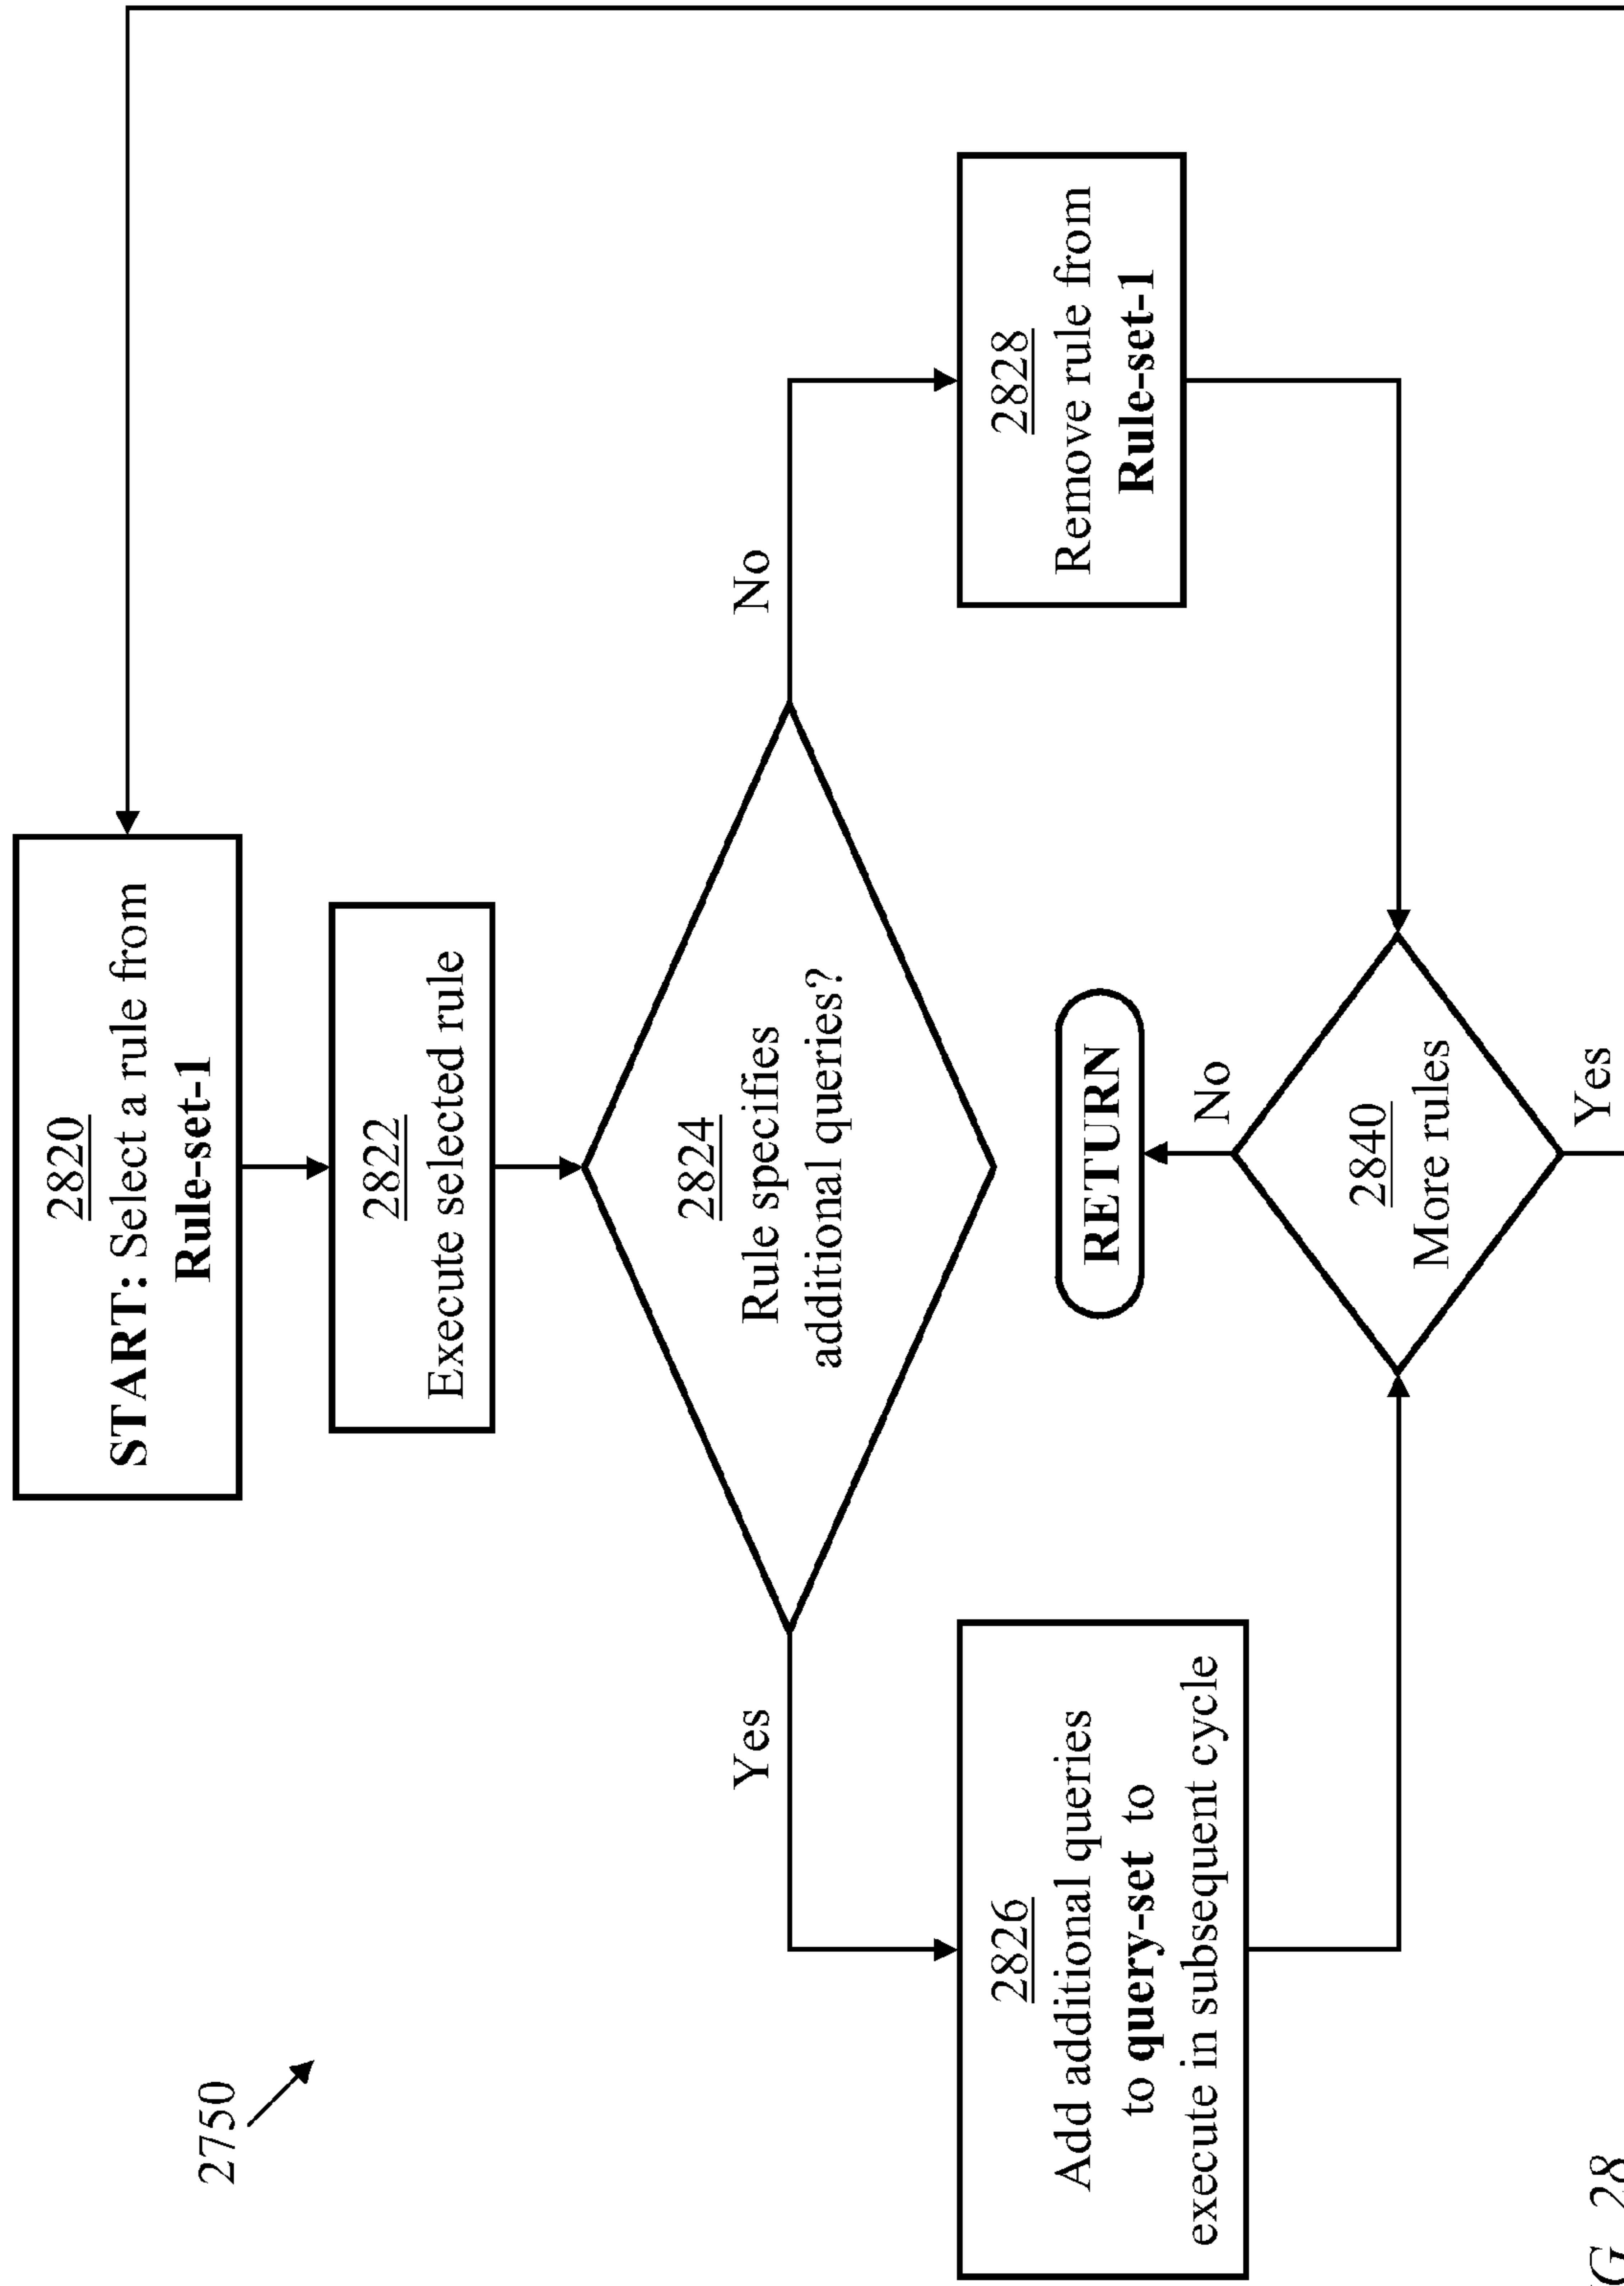 2750
2820
START: Select a rule from
Rule-set-1
2822
Execute selected rule
2824
Rule specifies
additional queries?
Yes
No
2826
Add additional queries
to query-set to
execute in subsequent cycle
2828
Remove rule from
Rule-set-1
RETURN
No
2840
More rules
Yes
28